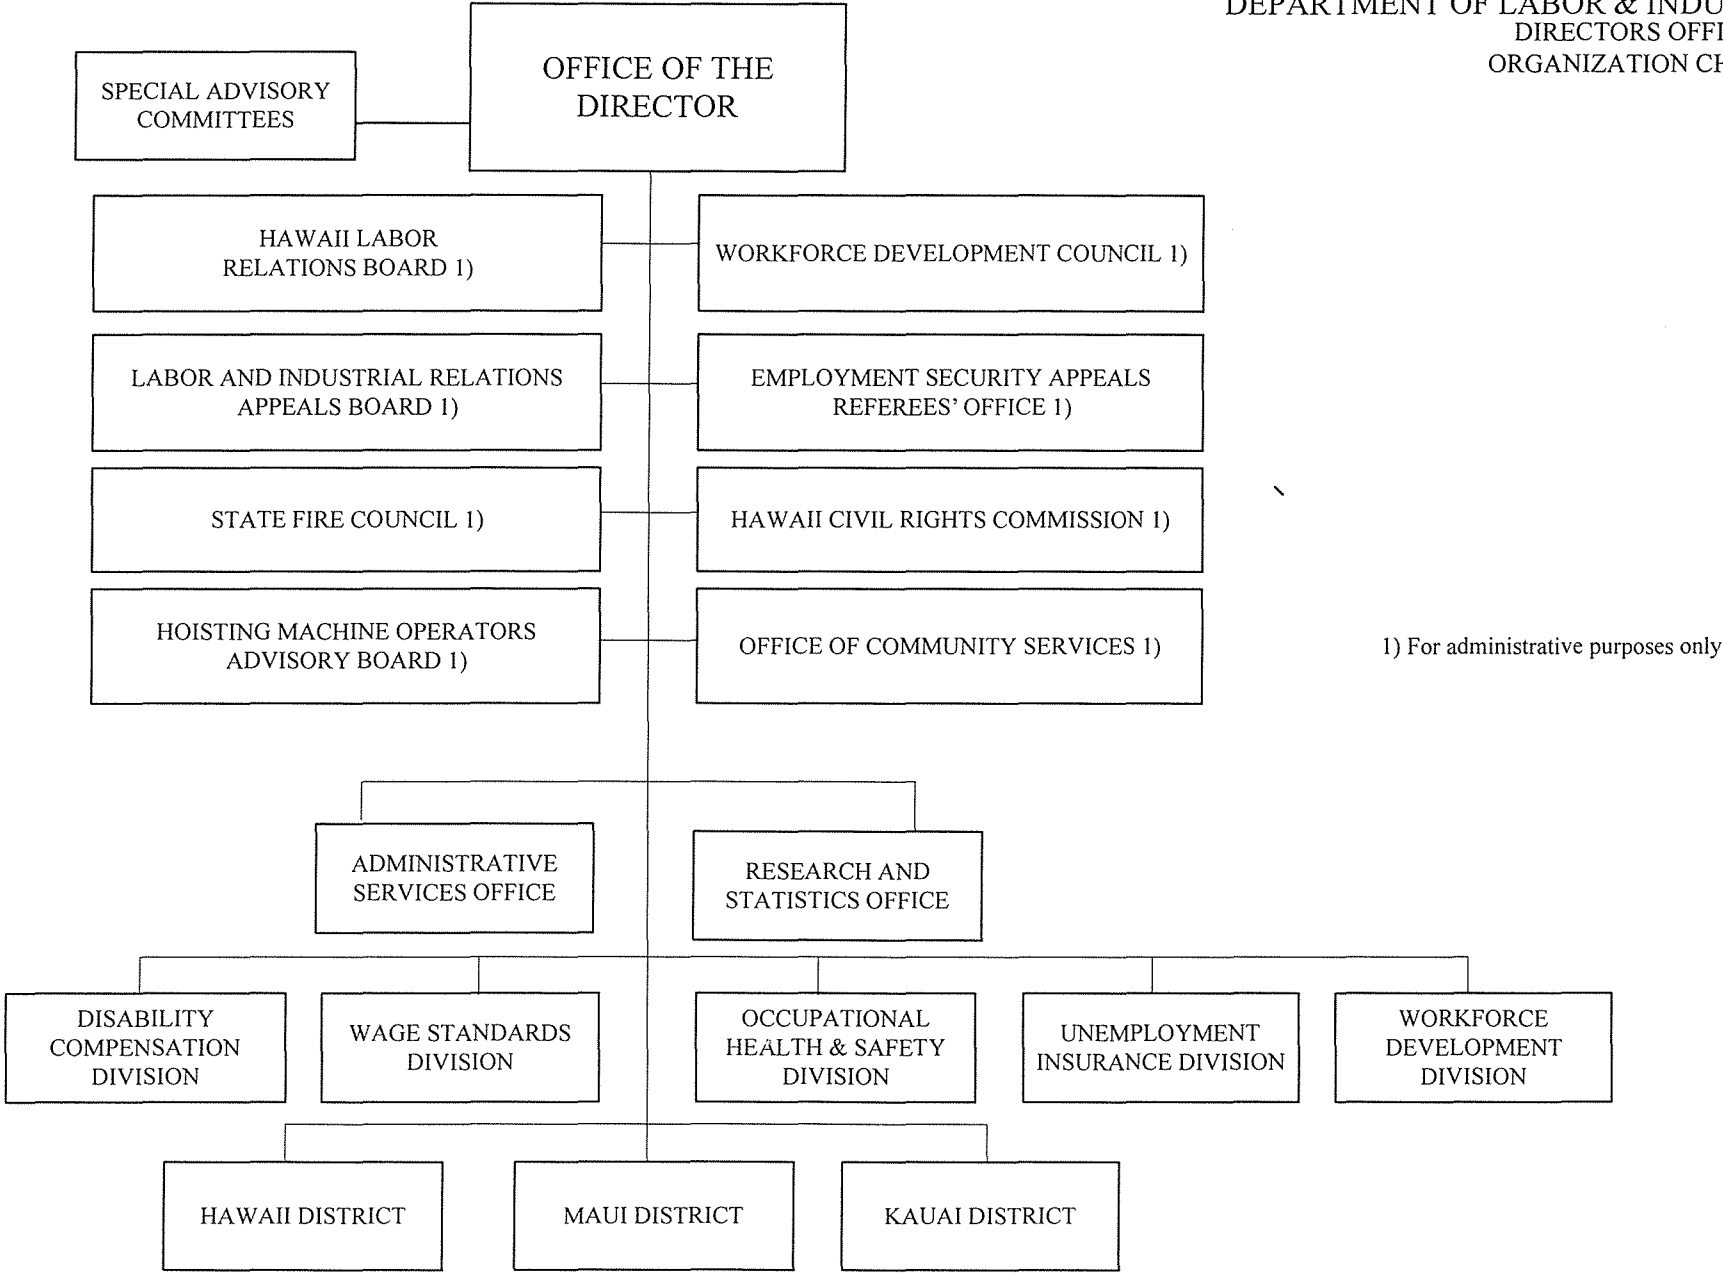 DEPARTMENT OF LABOR & INDU
DIRECTORS OFFI
ORGANIZATION CH
OFFICE OF THE
DIRECTOR
SPECIAL ADVISORY
COMMITTEES
HAWAII LABOR
RELATIONS BOARD 1)
WORKFORCE DEVELOPMENT COUNCIL 1)
LABOR AND INDUSTRIAL RELATIONS
APPEALS BOARD 1)
EMPLOYMENT SECURITY APPEALS
REFEREES’ OFFICE 1)
STATE FIRE COUNCIL 1)
HAWAII CIVIL RIGHTS COMMISSION 1)
HOISTING MACHINE OPERATORS
ADVISORY BOARD 1)
OFFICE OF COMMUNITY SERVICES 1)
1) For administrative purposes only
ADMINISTRATIVE
SERVICES OFFICE
RESEARCH AND
STATISTICS OFFICE
DISABILITY
COMPENSATION
DIVISION
WAGE STANDARDS
DIVISION
OCCUPATIONAL
HEALTH & SAFETY
DIVISION
UNEMPLOYMENT
INSURANCE DIVISION
WORKFORCE
DEVELOPMENT
DIVISION
HAWAII DISTRICT
MAUI DISTRICT
KAUAI DISTRICT